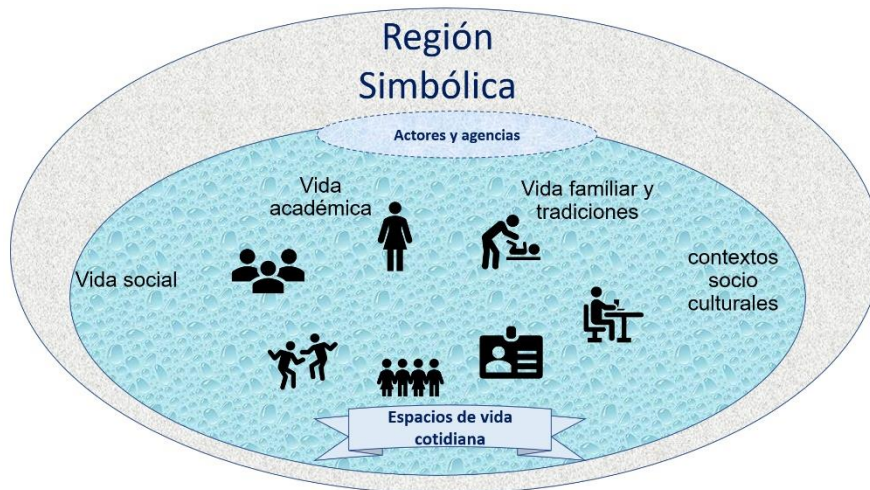 Región
Simbólica
Actores y agencias
Vida
académica
Vida familiar y
tradiciones
Vida social
contextos
socio
culturales
Espacios de vida
cotidiana